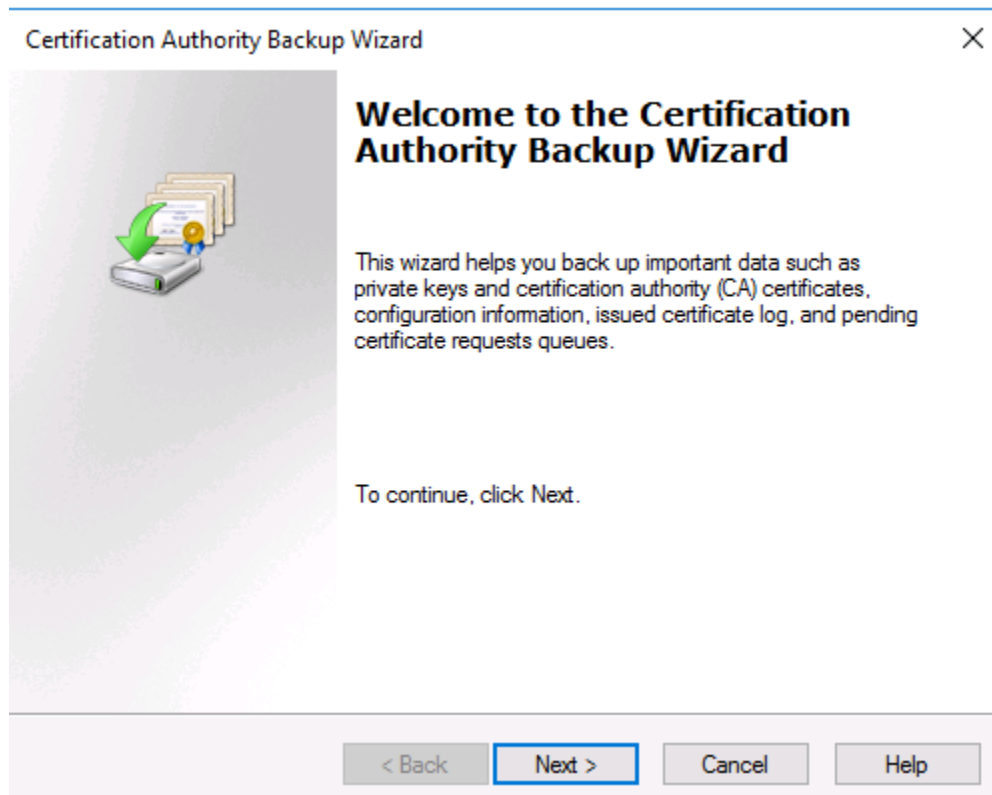 Certification Authority Backup Wizard
Welcome to the Certification
Authority Backup Wizard
This wizard helps you back up important data such as
private keys and certification authority (CA) certificates,
configuration information, issued certificate log, and pending
certificate requests queues.
To continue, click Next.
< Back
Next >
Cancel
Help